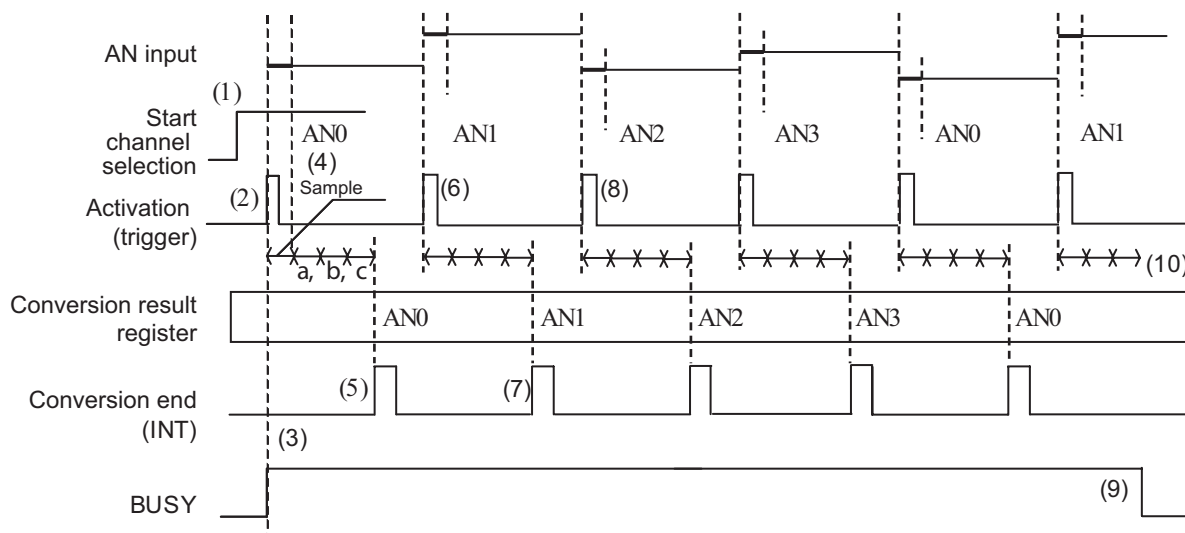 AN input
(1)
Start
channel
selection
AN0
AN1
AN2
AN3
AN0
AN1
(4)
Sample
(2)
(6)
(8)
Activation
(trigger)
a, b, c
(10)
Conversion result
register
AN0
AN1
AN2
AN3
AN0
(5)
(7)
Conversion end
(INT)
(3)
BUSY
(9)